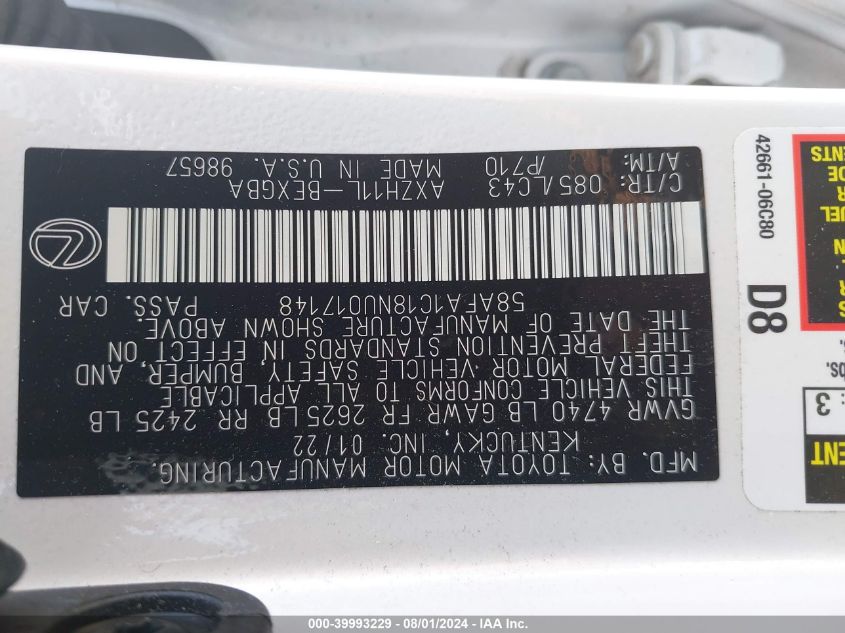 MFD. BY: TOYOTA MOTOR MANUFACTURING.
KENTUCKY, INC. 01/22
GVWR 4740 LB GAWR FR 2625 LB RR 2425 LB
THIS VEHICLE CONFORMS TO ALL APPLICABLE
FEDERAL MOTOR VEHICLE SAFETY, BUMPER, AND
THEFT PREVENTION STANDARDS IN EFFECT ON
THE DATE OF MANUFACTURE SHOWN ABOVE.
58AFA1C18NU017148 PASS. CAR
C/TR: 085/LC43 AXZH11L-BEXGBA
A/TM: /P710 MADE IN U.S.A. 98657
42661-06C80
D8
: 3
000-39993229 - 08/01/2024 - IAA Inc.